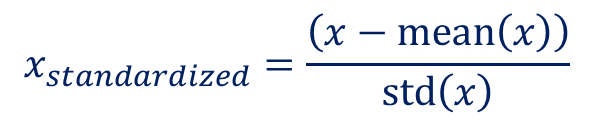 x_standardized = (x − mean(x)) / std(x)